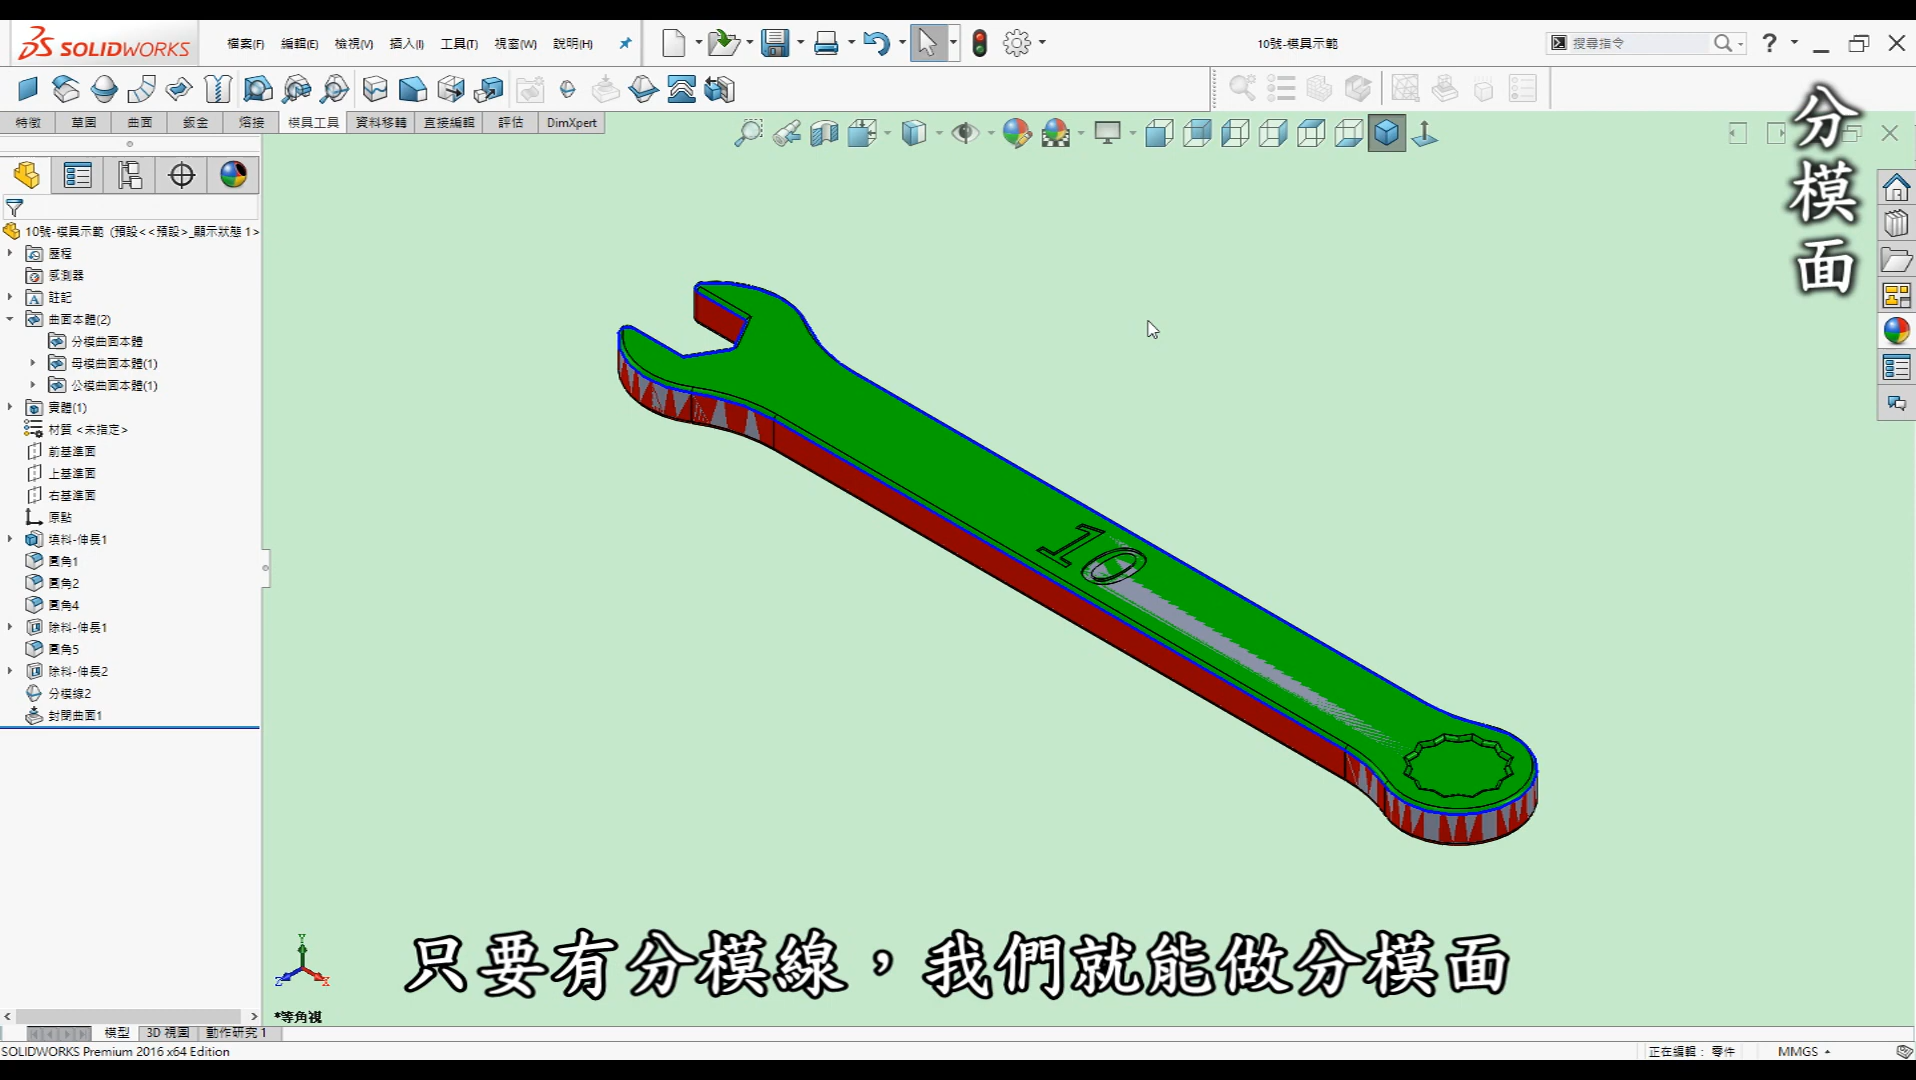 SOLIDWORKS
檔案(F) 編輯(E) 檢視(V) 插入(I) 工具(T) 視窗(W) 說明(H)
10號-模具示範
搜尋指令
?
特徵 草圖 曲面 鈑金 熔接 模具工具 資料移轉 直接編輯 評估 DimXpert
分模面
10號-模具示範 (預設<<預設>_顯示狀態 1>
歷程
感測器
註記
曲面本體(2)
分模曲面本體
母模曲面本體(1)
公模曲面本體(1)
實體(1)
材質 <未指定>
前基準面
上基準面
右基準面
原點
填料-伸長1
圓角1
圓角2
圓角4
除料-伸長1
圓角5
除料-伸長2
分模線2
封閉曲面1
10
Y
Z
X
只要有分模線，我們就能做分模面
*等角視
模型 3D 視圖 動作研究 1
SOLIDWORKS Premium 2016 x64 Edition
正在編輯： 零件
MMGS